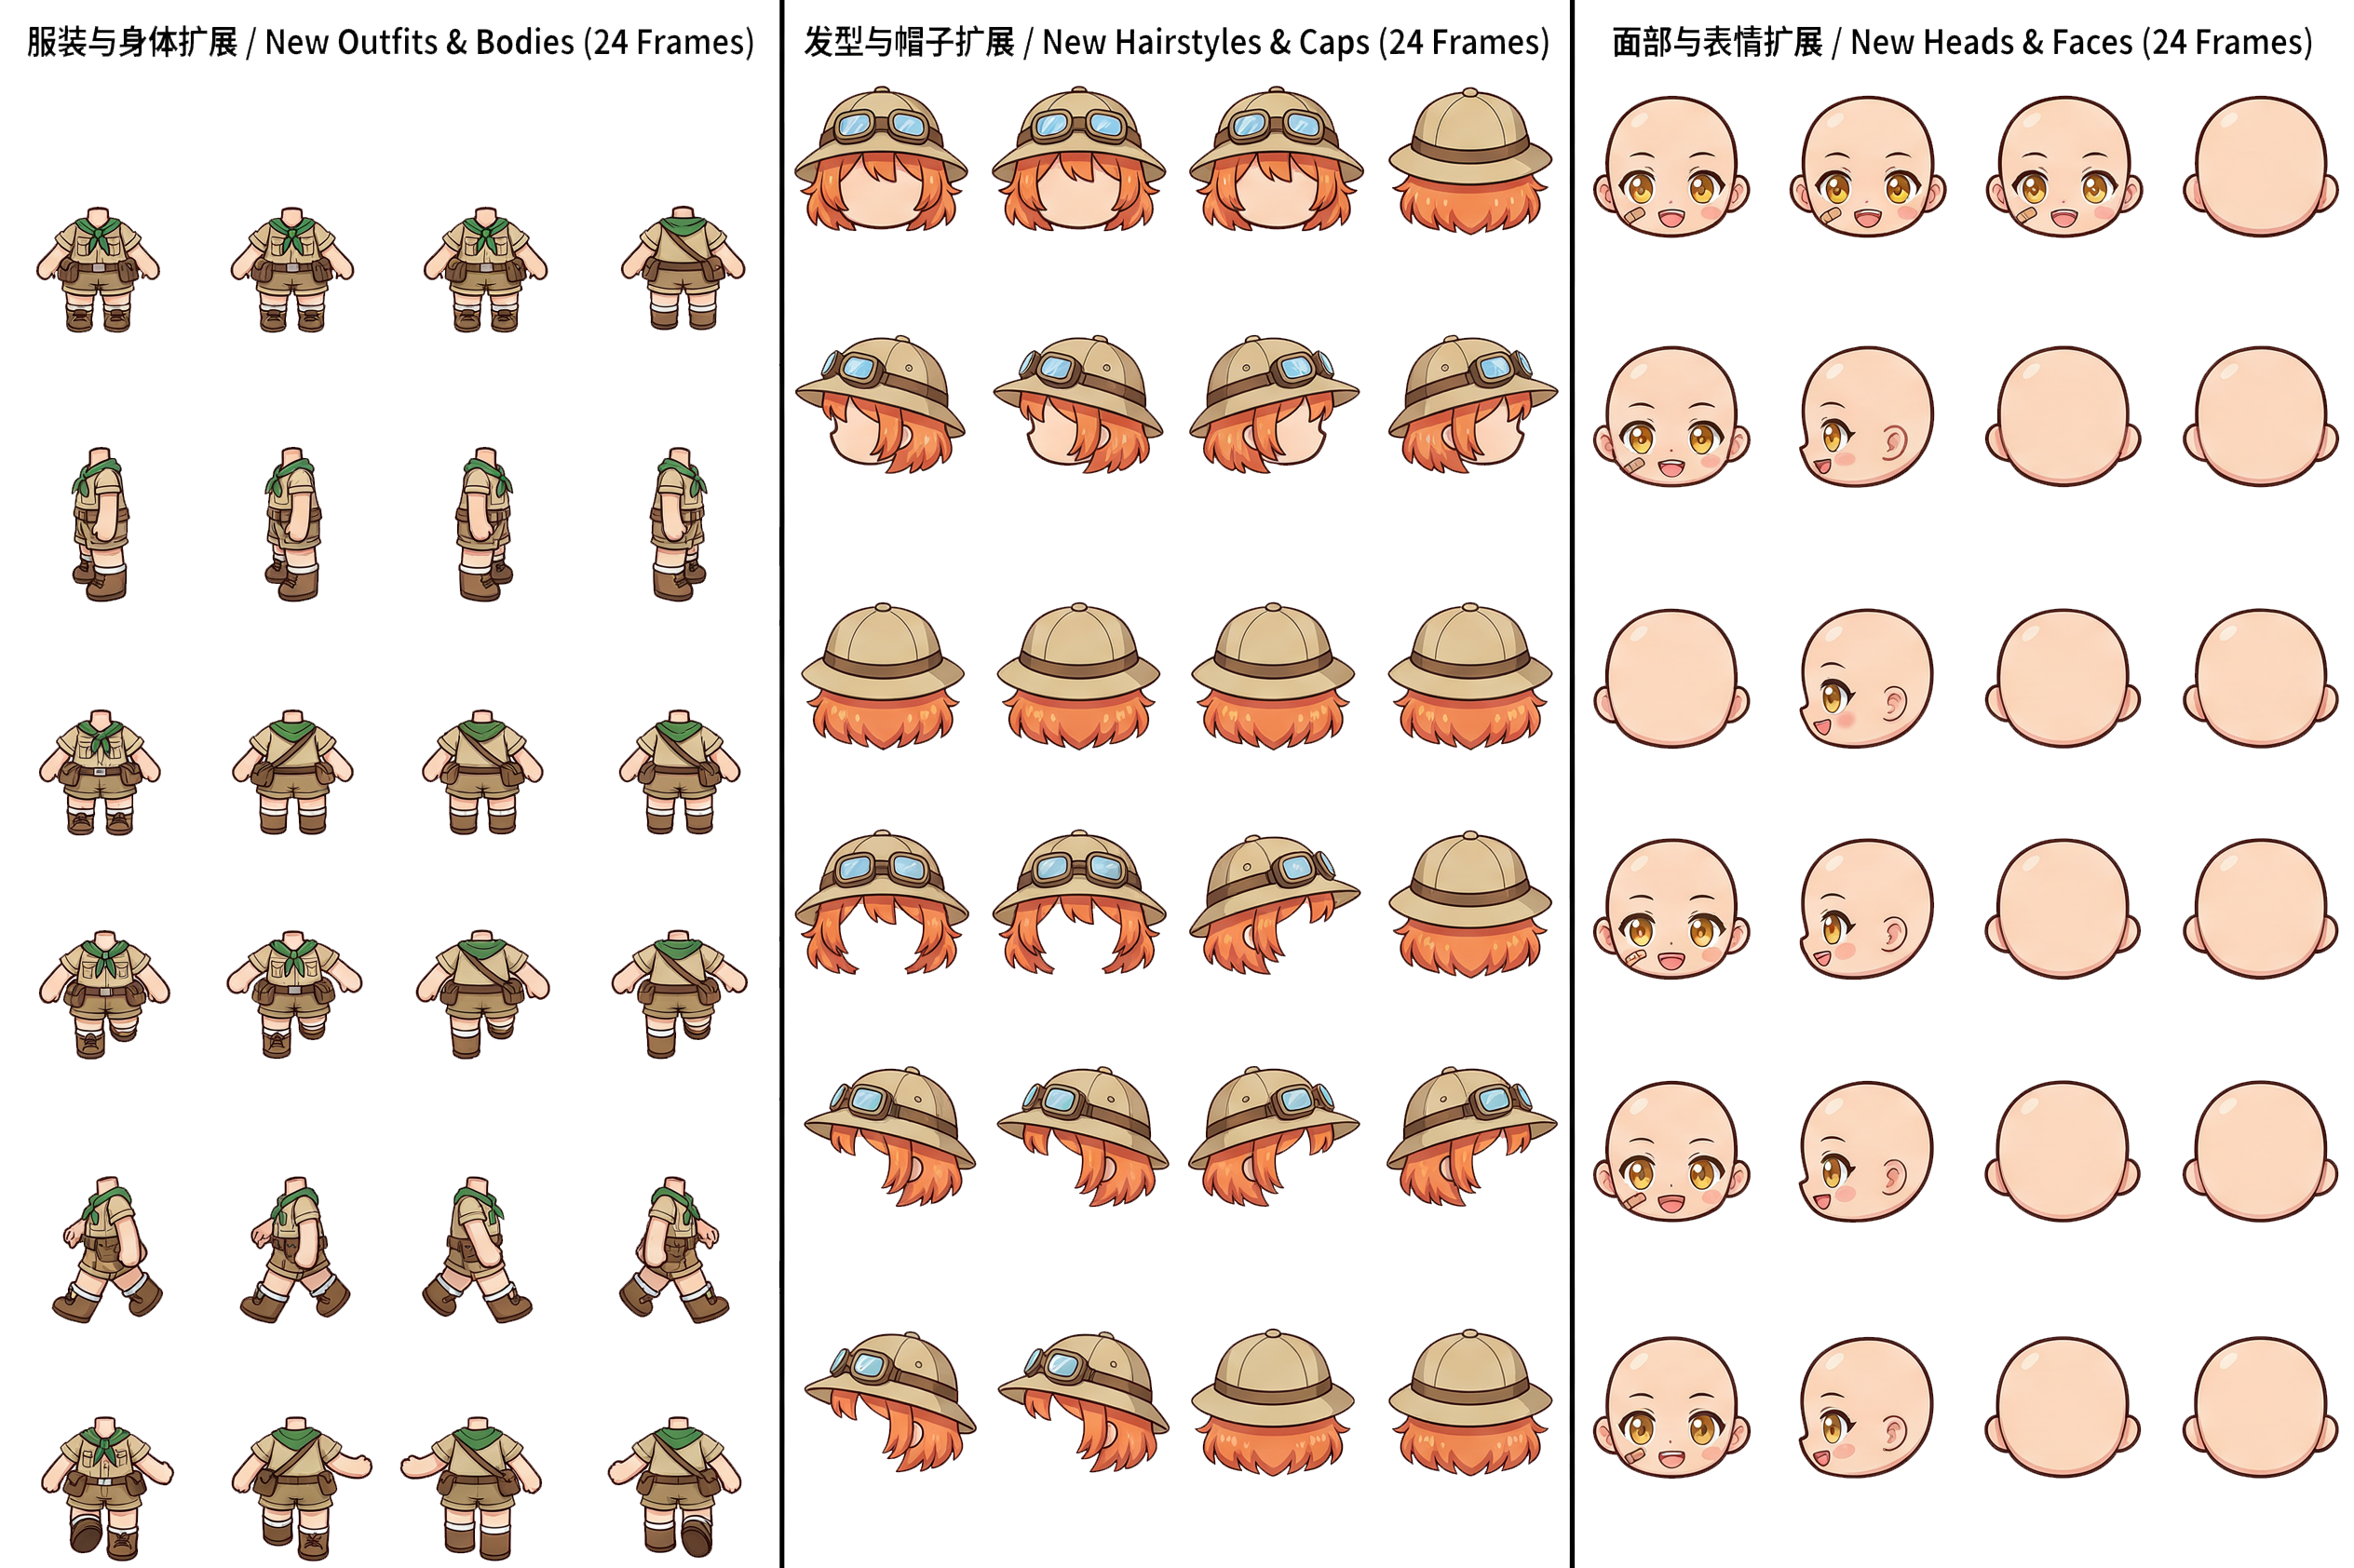 服装与身体扩展 / New Outfits & Bodies (24 Frames)
发型与帽子扩展 / New Hairstyles & Caps (24 Frames)
面部与表情扩展 / New Heads & Faces (24 Frames)